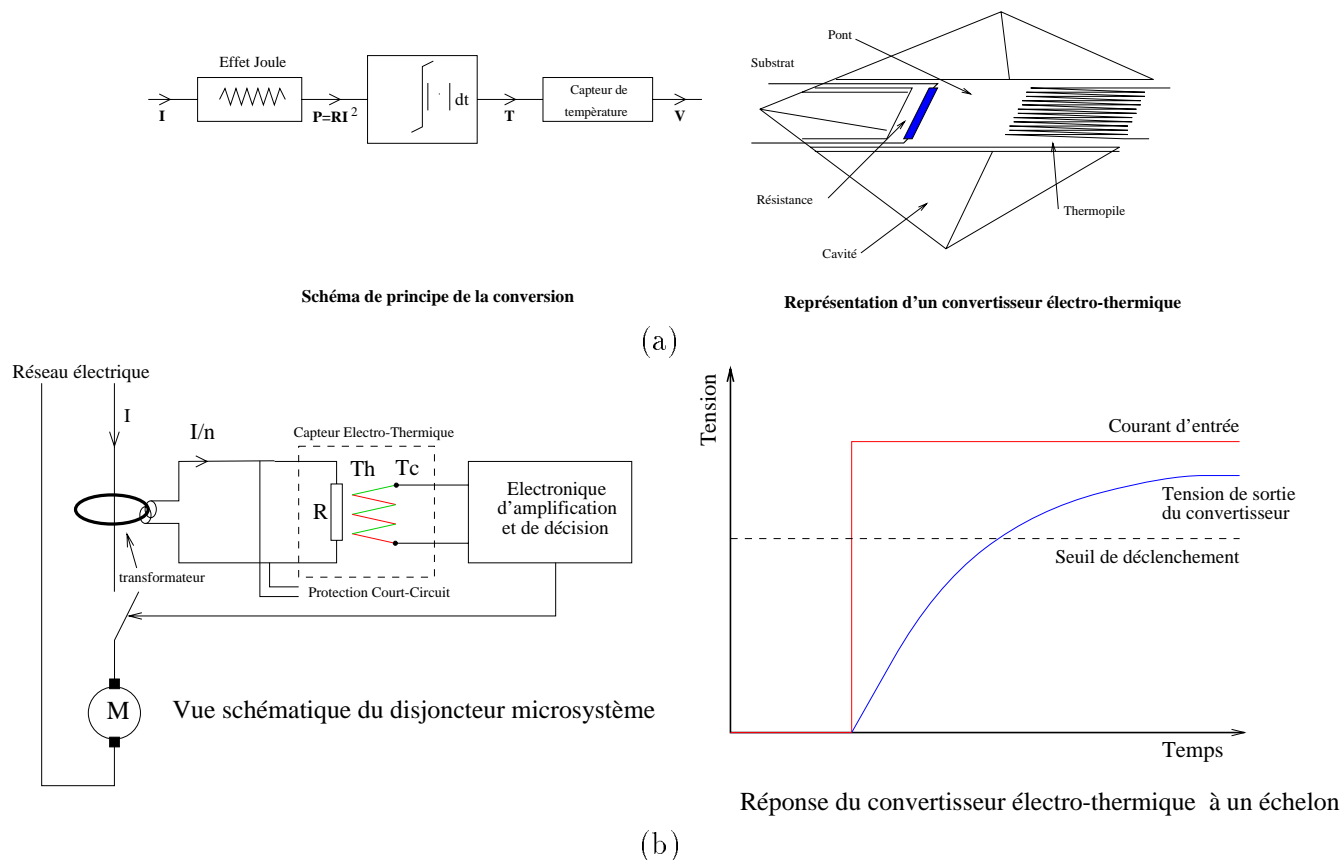 Effet Joule
I
P=RI²
dt
T
Capteur de
tempèrature
V
Substrat
Pont
Résistance
Thermopile
Cavité
Schéma de principe de la conversion
Représentation d'un convertisseur électro-thermique
(a)
Réseau électrique
I
I/n
Capteur Electro-Thermique
Th
Tc
R
Electronique
d'amplification
et de décision
transformateur
Protection Court-Circuit
M
Vue schématique du disjoncteur microsystème
Tension
Courant d'entrée
Tension de sortie
du convertisseur
Seuil de déclenchement
Temps
Réponse du convertisseur électro-thermique à un échelon
(b)